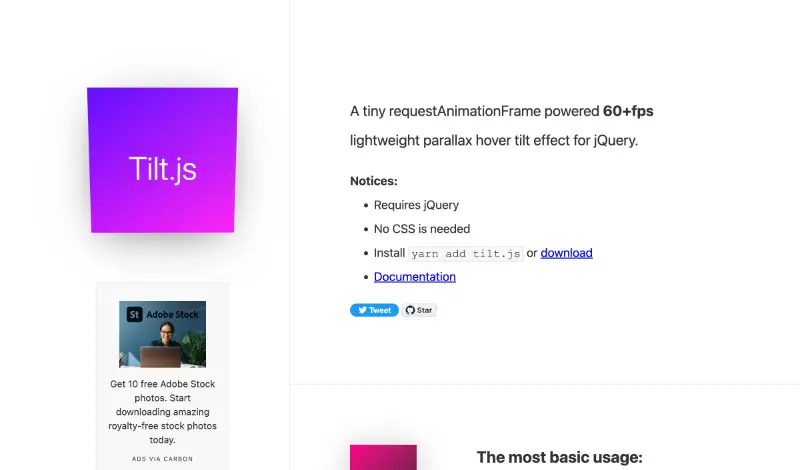 Tilt.js
St Adobe Stock
Get 10 free Adobe Stock
photos. Start
downloading amazing
royalty-free stock photos
today.
ADS VIA CARBON
A tiny requestAnimationFrame powered 60+fps
lightweight parallax hover tilt effect for jQuery.
Notices:
Requires jQuery
No CSS is needed
Install yarn add tilt.js or download
Documentation
Tweet Star
The most basic usage: